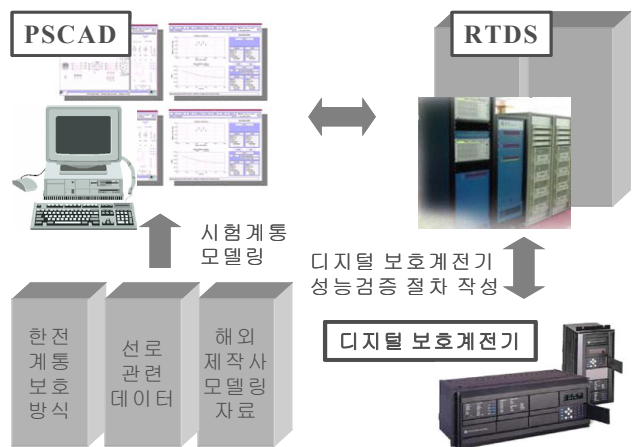 PSCAD
RTDS
시험계통
모델링
디지털 보호계전기
성능검증 절차 작성
한전
계통
보호
방식
선로
관련
데이터
해외
제작사
모델링
자료
디지털 보호계전기